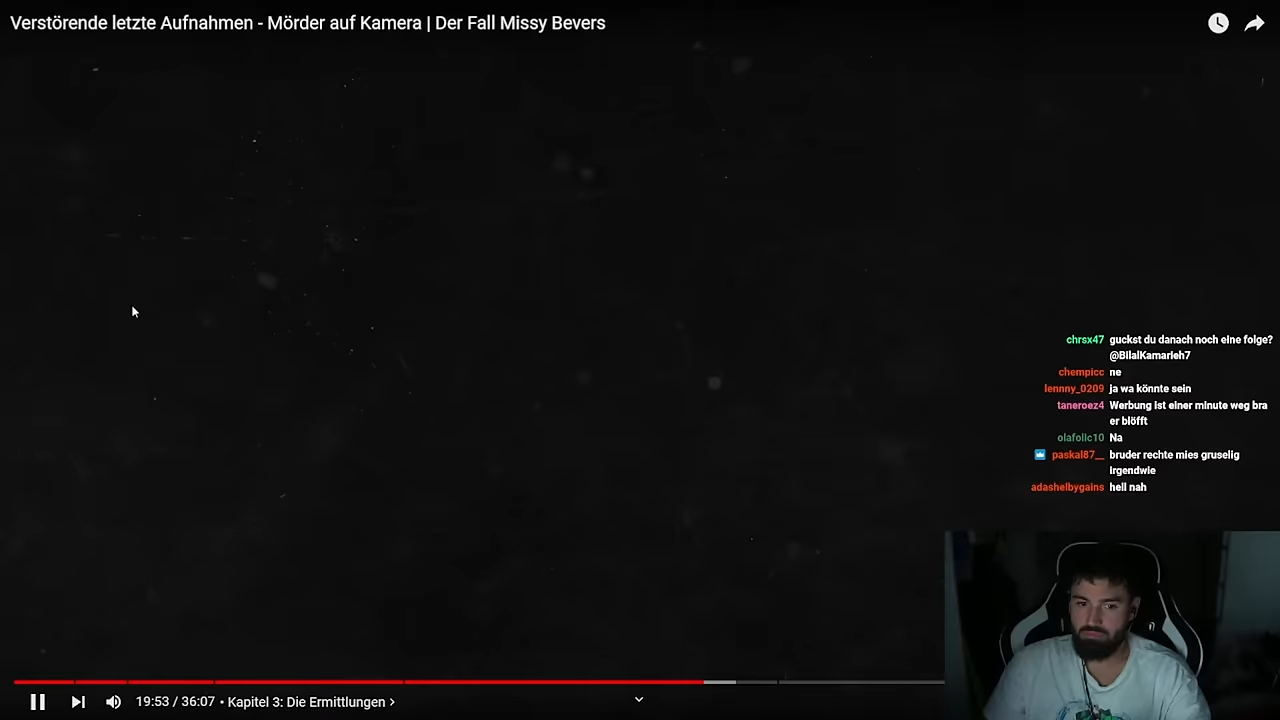 Verstörende letzte Aufnahmen - Mörder auf Kamera | Der Fall Missy Bevers
chrsx47 guckst du danach noch eine folge?
@BilalKamarieh7
chempicc ne
lennny_0209 ja wa könnte sein
taneroez4 Werbung ist einer minute weg bra
er blöfft
olafolic10 Na
paskal87__ bruder rechte mies gruselig
irgendwie
adashelbygains hell nah
19:53 / 36:07 • Kapitel 3: Die Ermittlungen